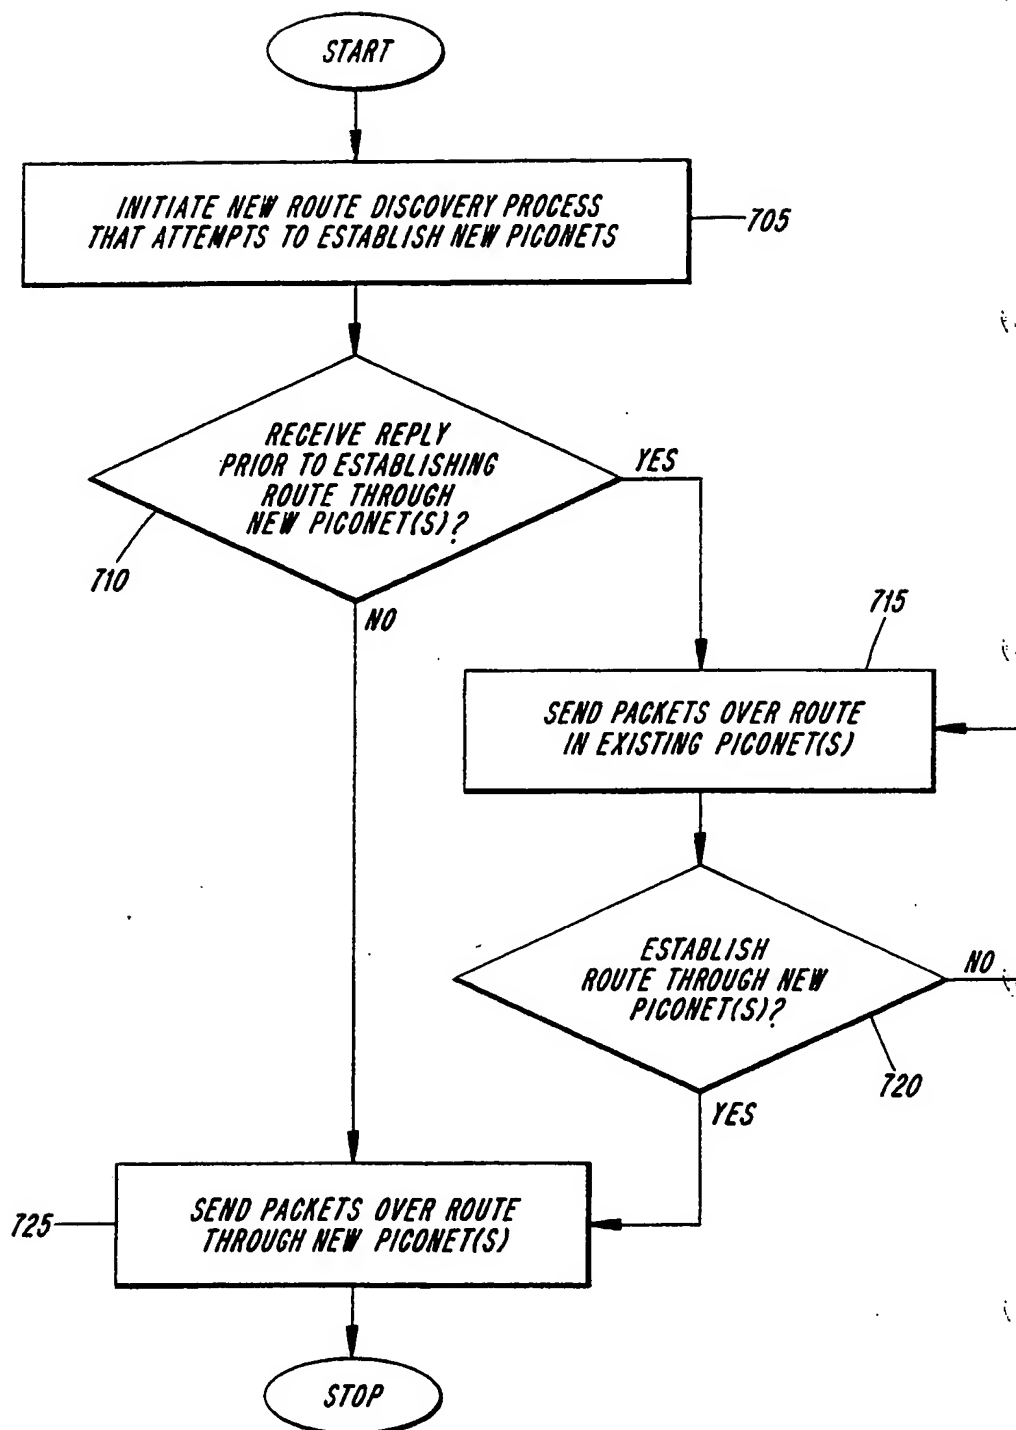 START
INITIATE NEW ROUTE DISCOVERY PROCESS
THAT ATTEMPTS TO ESTABLISH NEW PICONETS
705
RECEIVE REPLY
PRIOR TO ESTABLISHING
ROUTE THROUGH
NEW PICONET(S)?
YES
710
NO
715
SEND PACKETS OVER ROUTE
IN EXISTING PICONET(S)
ESTABLISH
ROUTE THROUGH NEW
PICONET(S)?
NO
720
YES
SEND PACKETS OVER ROUTE
THROUGH NEW PICONET(S)
725
STOP